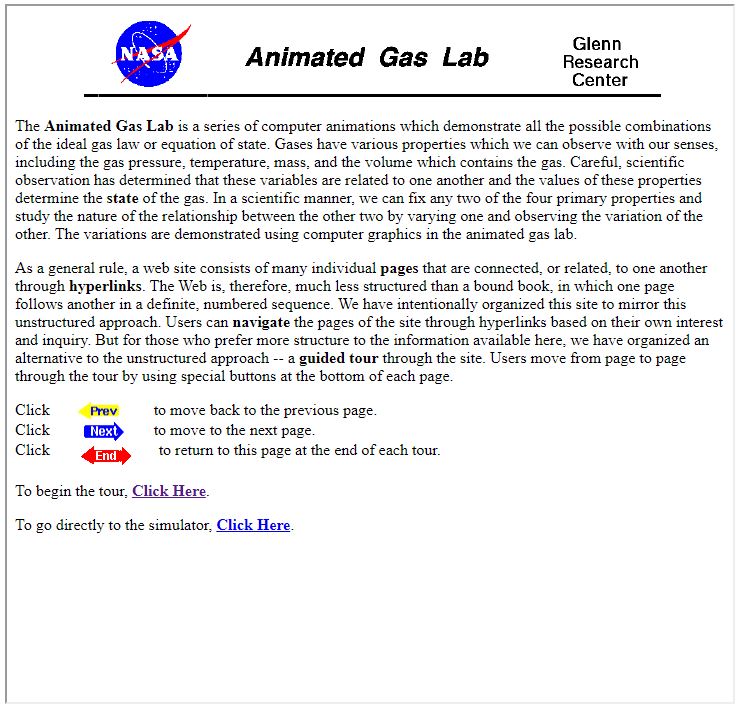 NASA
Animated Gas Lab
Glenn
Research
Center
The Animated Gas Lab is a series of computer animations which demonstrate all the possible combinations
of the ideal gas law or equation of state. Gases have various properties which we can observe with our senses,
including the gas pressure, temperature, mass, and the volume which contains the gas. Careful, scientific
observation has determined that these variables are related to one another and the values of these properties
determine the state of the gas. In a scientific manner, we can fix any two of the four primary properties and
study the nature of the relationship between the other two by varying one and observing the variation of the
other. The variations are demonstrated using computer graphics in the animated gas lab.
As a general rule, a web site consists of many individual pages that are connected, or related, to one another
through hyperlinks. The Web is, therefore, much less structured than a bound book, in which one page
follows another in a definite, numbered sequence. We have intentionally organized this site to mirror this
unstructured approach. Users can navigate the pages of the site through hyperlinks based on their own interest
and inquiry. But for those who prefer more structure to the information available here, we have organized an
alternative to the unstructured approach -- a guided tour through the site. Users move from page to page
through the tour by using special buttons at the bottom of each page.
Click Prev to move back to the previous page.
Click Next to move to the next page.
Click End to return to this page at the end of each tour.
To begin the tour, Click Here.
To go directly to the simulator, Click Here.